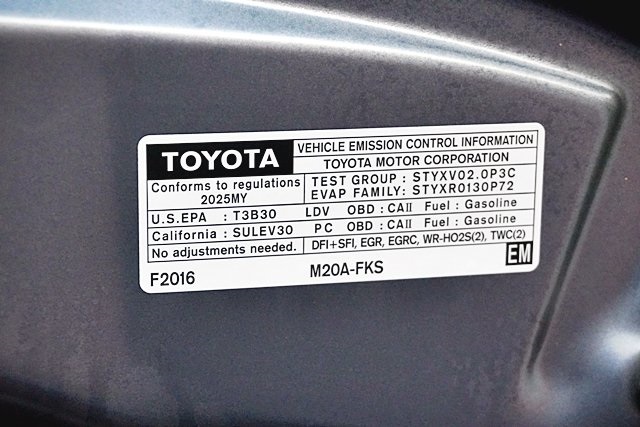 TOYOTA
VEHICLE EMISSION CONTROL INFORMATION
TOYOTA MOTOR CORPORATION
Conforms to regulations
2025MY
TEST GROUP : STYXV02.0P3C
EVAP FAMILY: STYXR0130P72
U.S.EPA : T3B30 LDV OBD : CAII Fuel : Gasoline
California : SULEV30 PC OBD : CAII Fuel : Gasoline
No adjustments needed. DFI+SFI, EGR, EGRC, WR-HO2S(2), TWC(2)
F2016 M20A-FKS EM